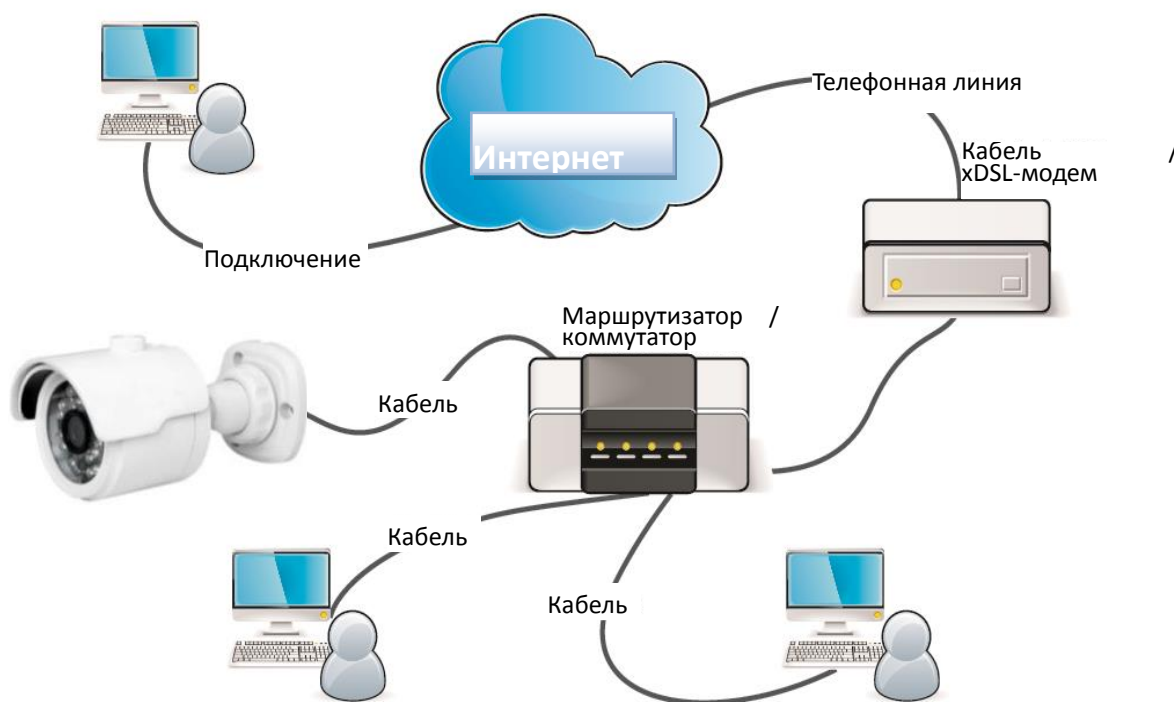 Телефонная линия
Интернет
Кабель /
xDSL-модем
Подключение
Маршрутизатор /
коммутатор
Кабель
Кабель
Кабель